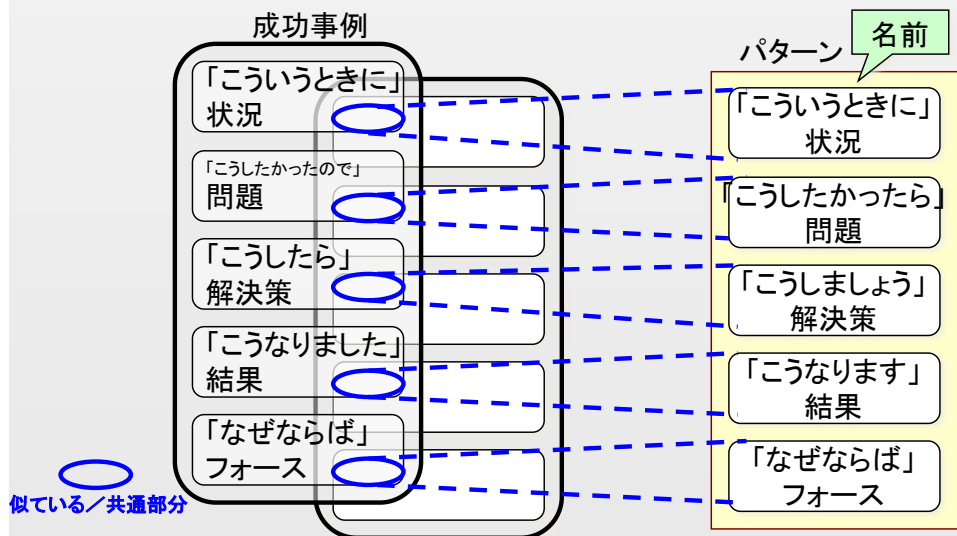 成功事例
「こういうときに」
状況
「こうしたかったので」
問題
「こうしたら」
解決策
「こうなりました」
結果
「なぜならば」
フォース
似ている/共通部分
パターン
名前
「こういうときに」
状況
「こうしたかったら」
問題
「こうしましょう」
解決策
「こうなります」
結果
「なぜならば」
フォース